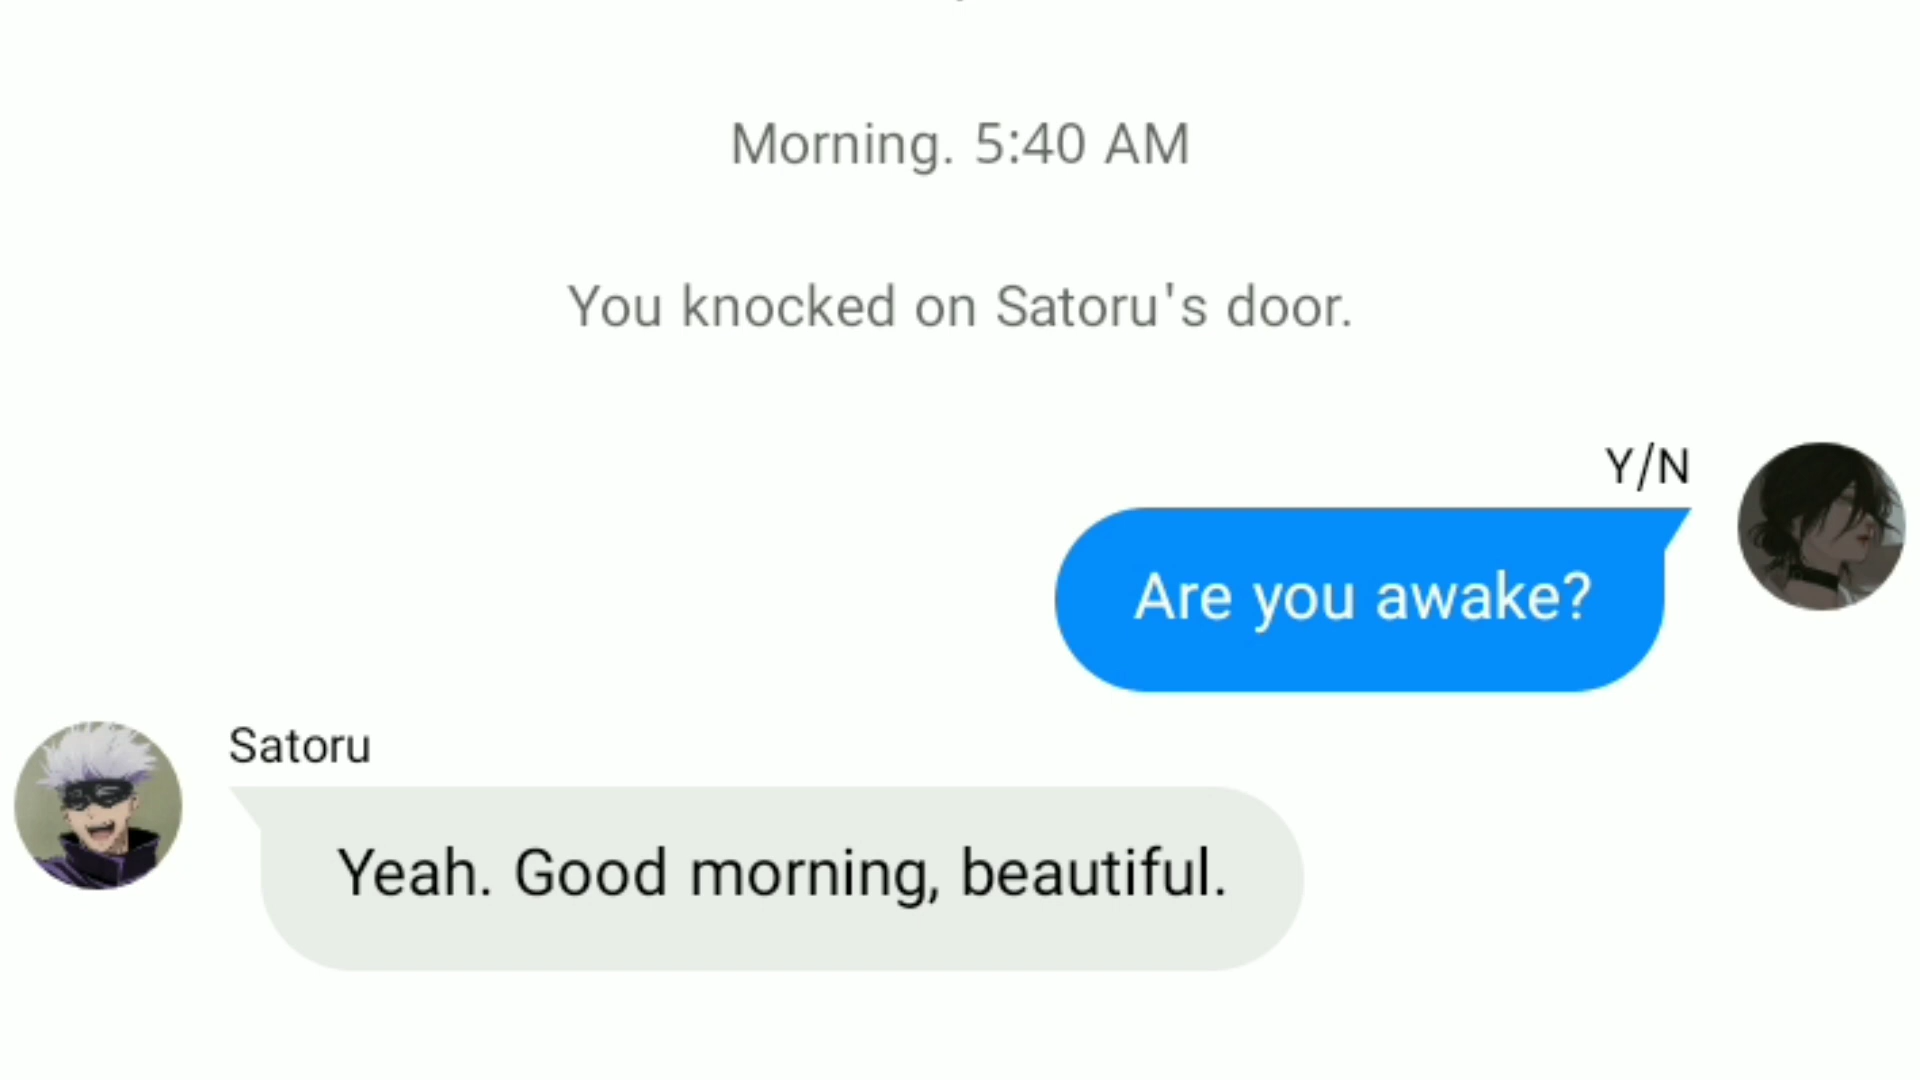 Morning. 5:40 AM
You knocked on Satoru's door.
Y/N
Are you awake?
Satoru
Yeah. Good morning, beautiful.